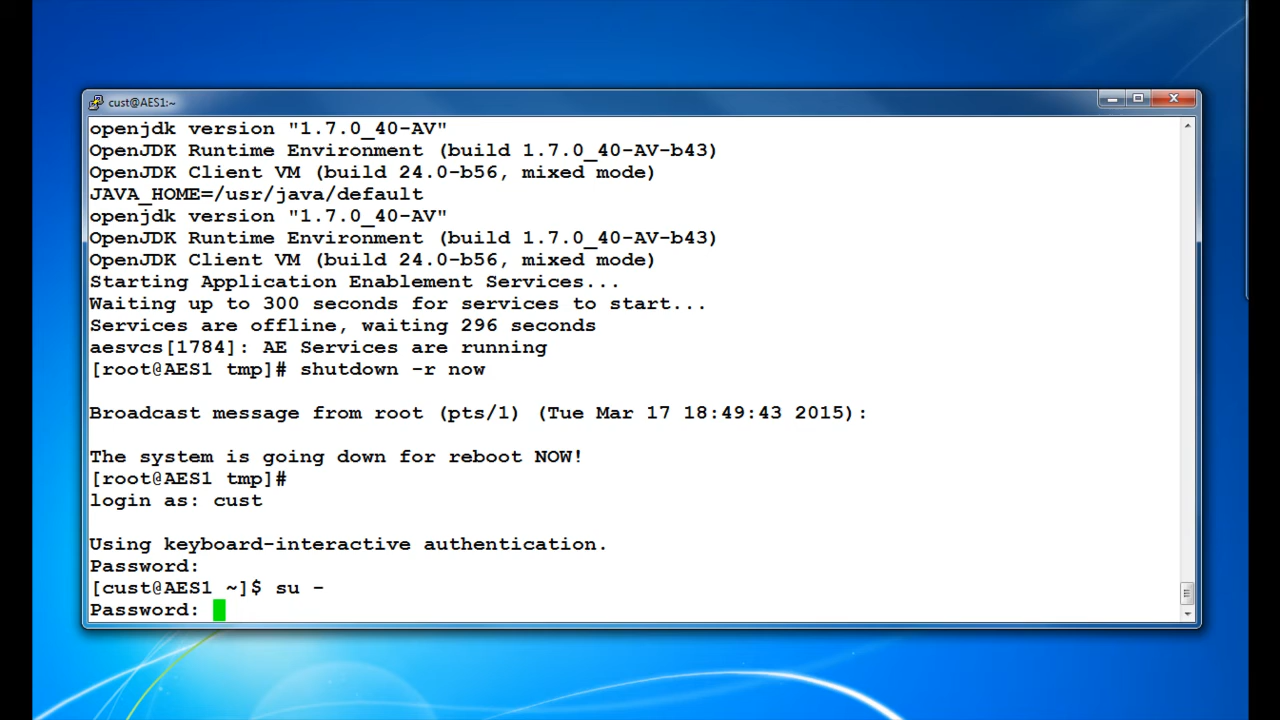 cust@AES1:~
openjdk version "1.7.0_40-AV"
OpenJDK Runtime Environment (build 1.7.0_40-AV-b43)
OpenJDK Client VM (build 24.0-b56, mixed mode)
JAVA_HOME=/usr/java/default
openjdk version "1.7.0_40-AV"
OpenJDK Runtime Environment (build 1.7.0_40-AV-b43)
OpenJDK Client VM (build 24.0-b56, mixed mode)
Starting Application Enablement Services...
Waiting up to 300 seconds for services to start...
Services are offline, waiting 296 seconds
aesvcs[1784]: AE Services are running
[root@AES1 tmp]# shutdown -r now
Broadcast message from root (pts/1) (Tue Mar 17 18:49:43 2015):
The system is going down for reboot NOW!
[root@AES1 tmp]#
login as: cust
Using keyboard-interactive authentication.
Password:
[cust@AES1 ~]$ su -
Password: